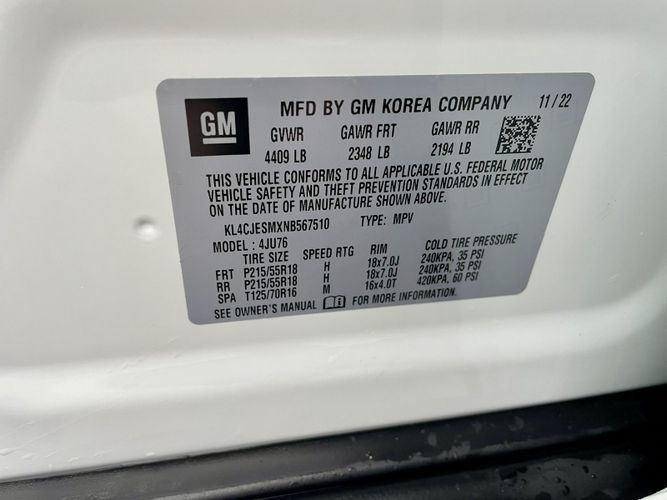 GM MFD BY GM KOREA COMPANY 11/22
GVWR GAWR FRT GAWR RR
4409 LB 2348 LB 2194 LB
THIS VEHICLE CONFORMS TO ALL APPLICABLE U.S. FEDERAL MOTOR
VEHICLE SAFETY AND THEFT PREVENTION STANDARDS IN EFFECT
ON THE DATE OF MANUFACTURE SHOWN ABOVE.
KL4CJESMXNB567510 TYPE: MPV
MODEL: 4JU76
TIRE SIZE SPEED RTG RIM COLD TIRE PRESSURE
FRT P215/55R18 H 18x7.0J 240KPA, 35 PSI
RR P215/55R18 H 18x7.0J 240KPA, 35 PSI
SPA T125/70R16 M 16x4.0T 420KPA, 60 PSI
SEE OWNER'S MANUAL FOR MORE INFORMATION.